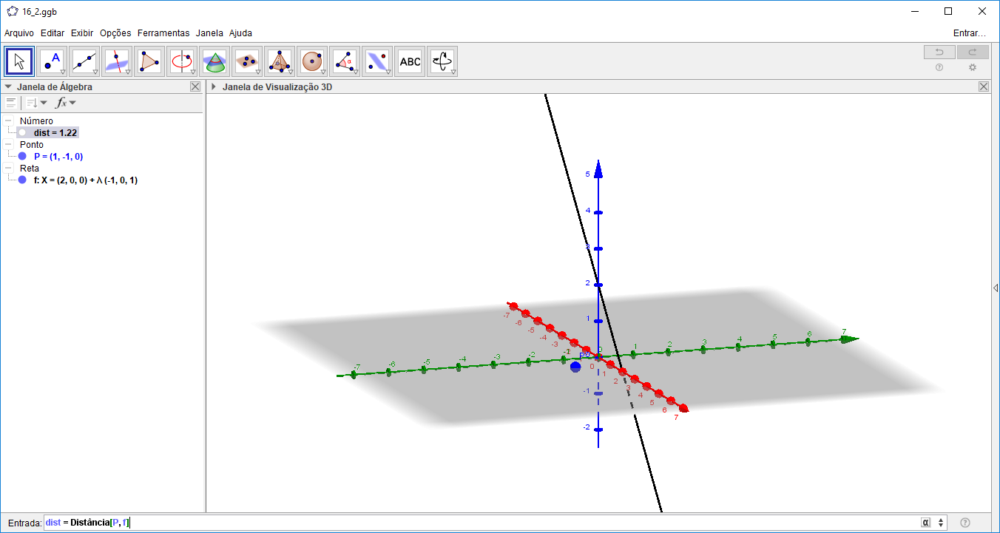 16_2.ggb
Arquivo Editar Exibir Opções Ferramentas Janela Ajuda Entrar…
A ABC
Janela de Álgebra
Janela de Visualização 3D
fx
Número
dist = 1.22
Ponto
P = (1, -1, 0)
Reta
f: X = (2, 0, 0) + λ (-1, 0, 1)
5
4
3
2
1
-1
-2
-7 -6 -5 -4 -3 -2 -1 0 1 2 3 4 5 6 7
-7 -6 -5 -4 -3 0 1 2 3 4 5 6 7
P
Entrada: dist = Distância[P, f]
α